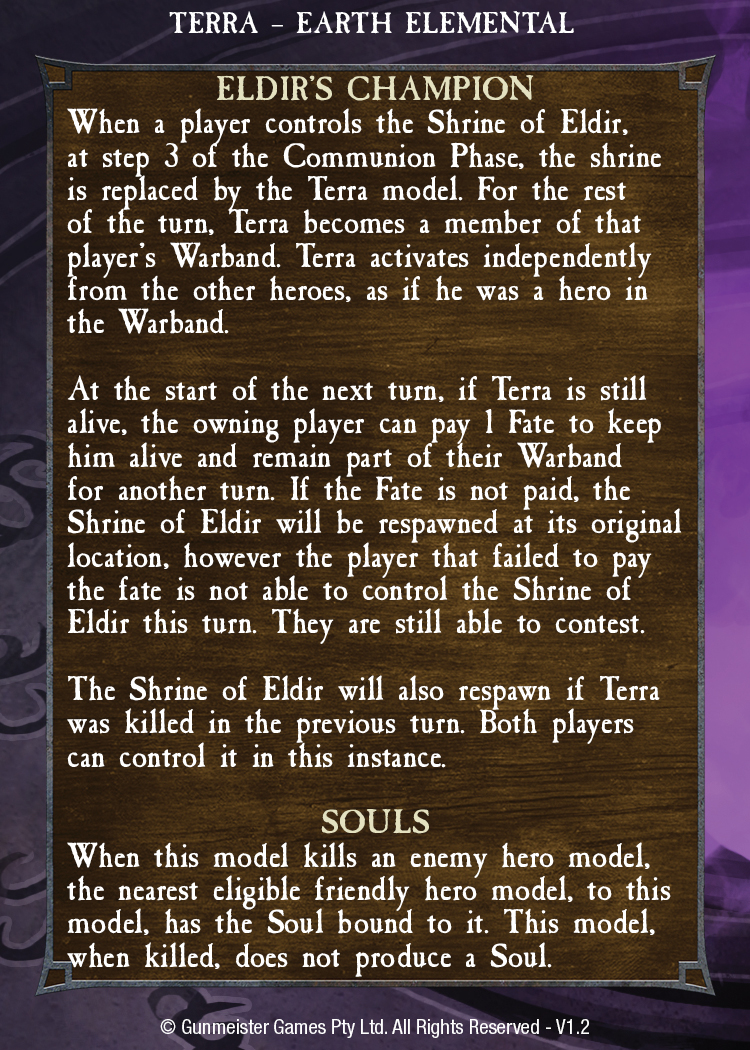 TERRA – EARTH ELEMENTAL
ELDIR'S CHAMPION
When a player controls the Shrine of Eldir,
at step 3 of the Communion Phase, the shrine
is replaced by the Terra model. For the rest
of the turn, Terra becomes a member of that
player's Warband. Terra activates independently
from the other heroes, as if he was a hero in
the Warband.
At the start of the next turn, if Terra is still
alive, the owning player can pay 1 Fate to keep
him alive and remain part of their Warband
for another turn. If the Fate is not paid, the
Shrine of Eldir will be respawned at its original
location, however the player that failed to pay
the fate is not able to control the Shrine of
Eldir this turn. They are still able to contest.
The Shrine of Eldir will also respawn if Terra
was killed in the previous turn. Both players
can control it in this instance.
SOULS
When this model kills an enemy hero model,
the nearest eligible friendly hero model, to this
model, has the Soul bound to it. This model,
when killed, does not produce a Soul.
© Gunmeister Games Pty Ltd. All Rights Reserved - V1.2